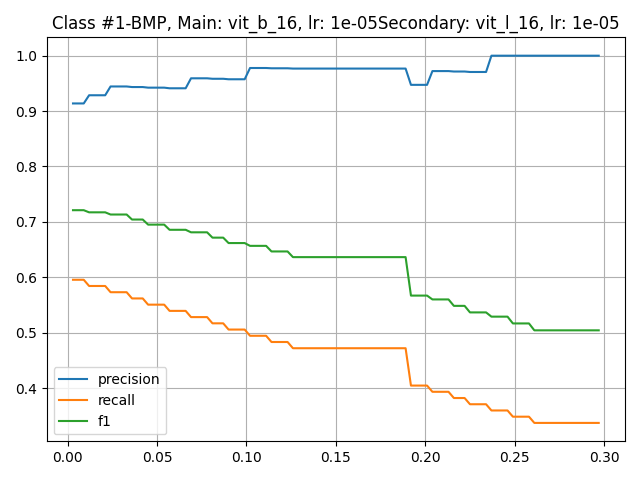 Class #1-BMP, Main: vit_b_16, lr: 1e-05Secondary: vit_l_16, lr: 1e-05
1.0
0.9
0.8
0.7
0.6
0.5
0.4
precision
recall
f1
0.00 0.05 0.10 0.15 0.20 0.25 0.30